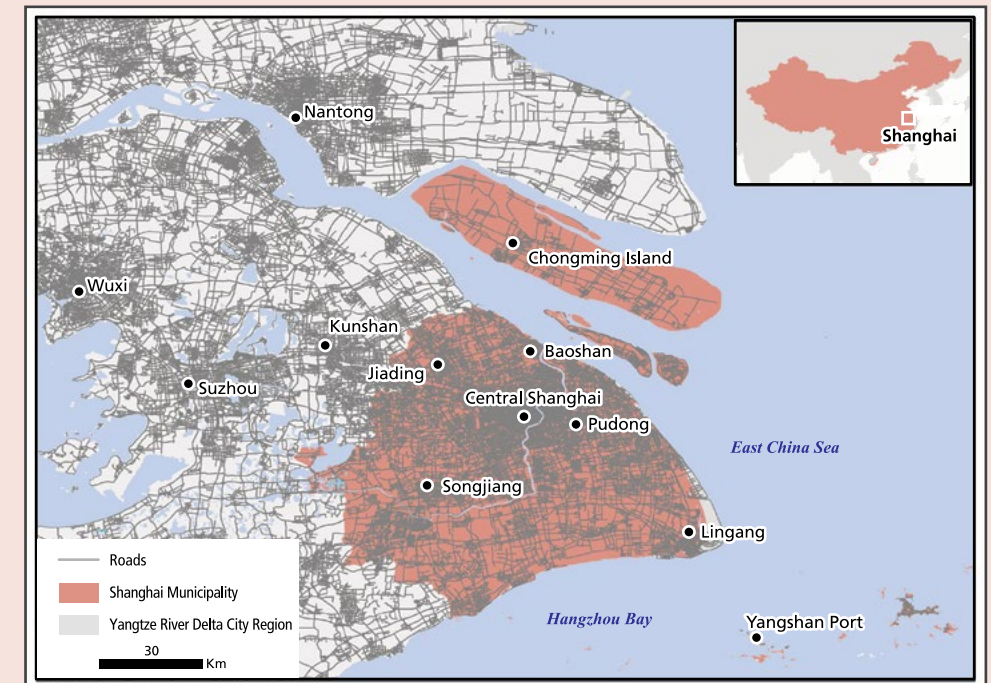 Shanghai
Nantong
Chongming Island
Wuxi
Kunshan
Baoshan
Jiading
Suzhou
Central Shanghai
Pudong
East China Sea
Songjiang
Lingang
Roads
Shanghai Municipality
Yangtze River Delta City Region
30
Km
Hangzhou Bay
Yangshan Port